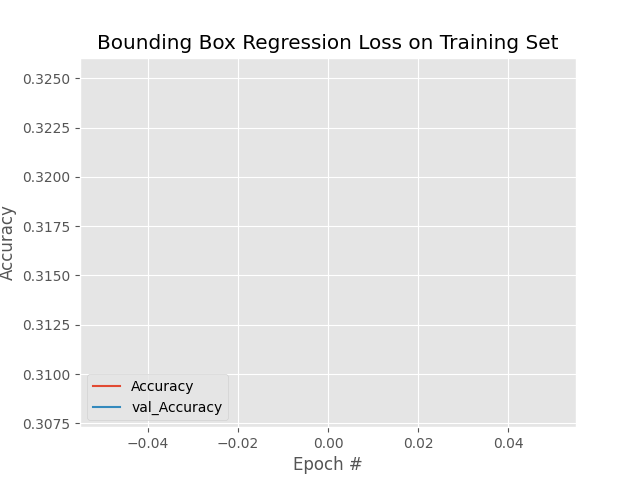 Bounding Box Regression Loss on Training Set
0.3250
0.3225
0.3200
0.3175
0.3150
0.3125
0.3100
0.3075
Accuracy
Accuracy
val_Accuracy
−0.04 −0.02 0.00 0.02 0.04
Epoch #